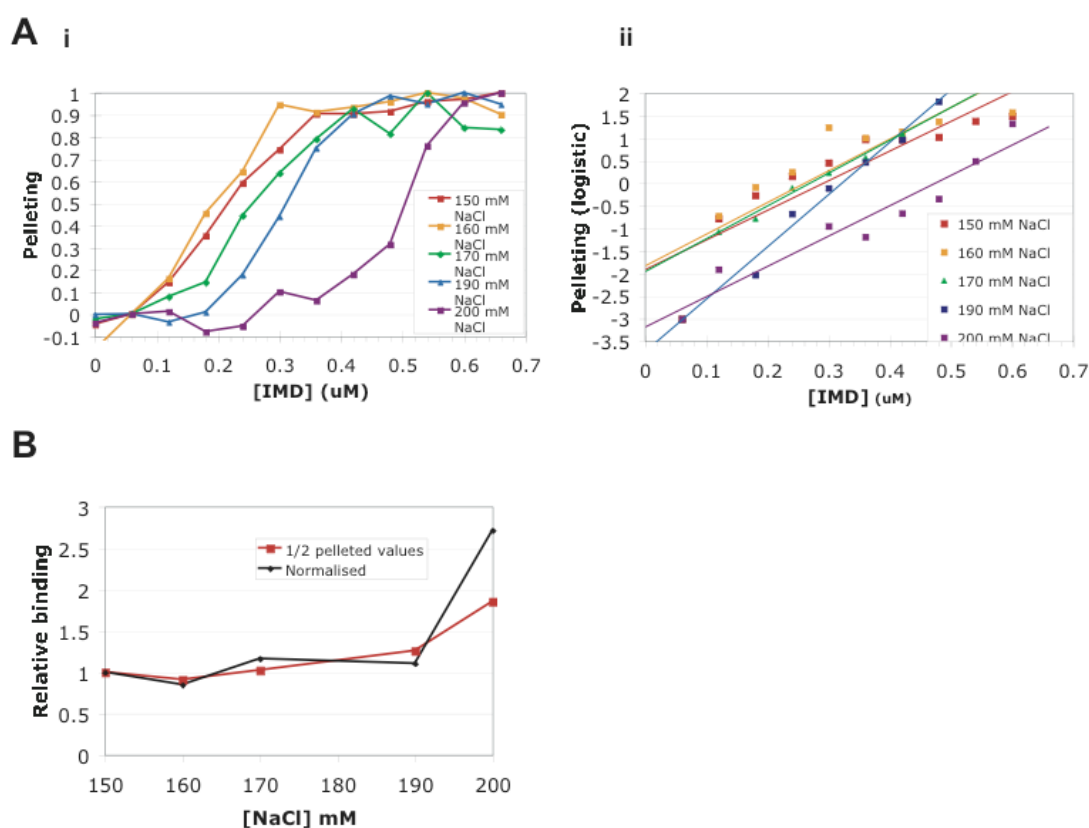 A i
Pelleting
1
0.9
0.8
0.7
0.6
0.5
0.4
0.3
0.2
0.1
0
-0.1
150 mM
NaCl
160 mM
NaCl
170 mM
NaCl
190 mM
NaCl
200 mM
NaCl
0 0.1 0.2 0.3 0.4 0.5 0.6 0.7
[IMD] (uM)
ii
Pelleting (logistic)
2
1.5
1
0.5
0
-0.5
-1
-1.5
-2
-2.5
-3
-3.5
150 mM NaCl
160 mM NaCl
170 mM NaCl
190 mM NaCl
200 mM NaCl
0 0.1 0.2 0.3 0.4 0.5 0.6 0.7
[IMD] (uM)
B
Relative binding
3
2.5
2
1.5
1
0.5
0
1/2 pelleted values
Normalised
150 160 170 180 190 200
[NaCl] mM